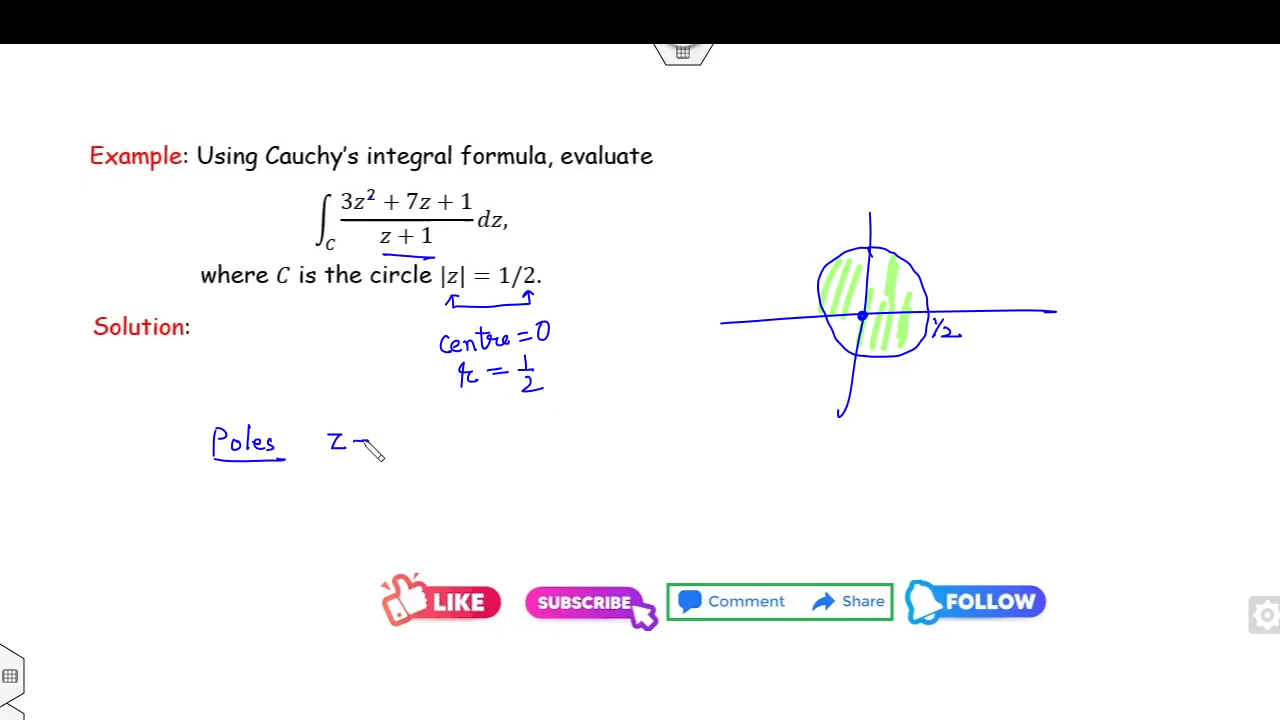 Example: Using Cauchy's integral formula, evaluate
∫_C (3z² + 7z + 1)/(z + 1) dz,
where C is the circle |z| = 1/2.
Solution:
centre = 0
r = 1/2
1/2
Poles z -
LIKE SUBSCRIBE Comment Share FOLLOW